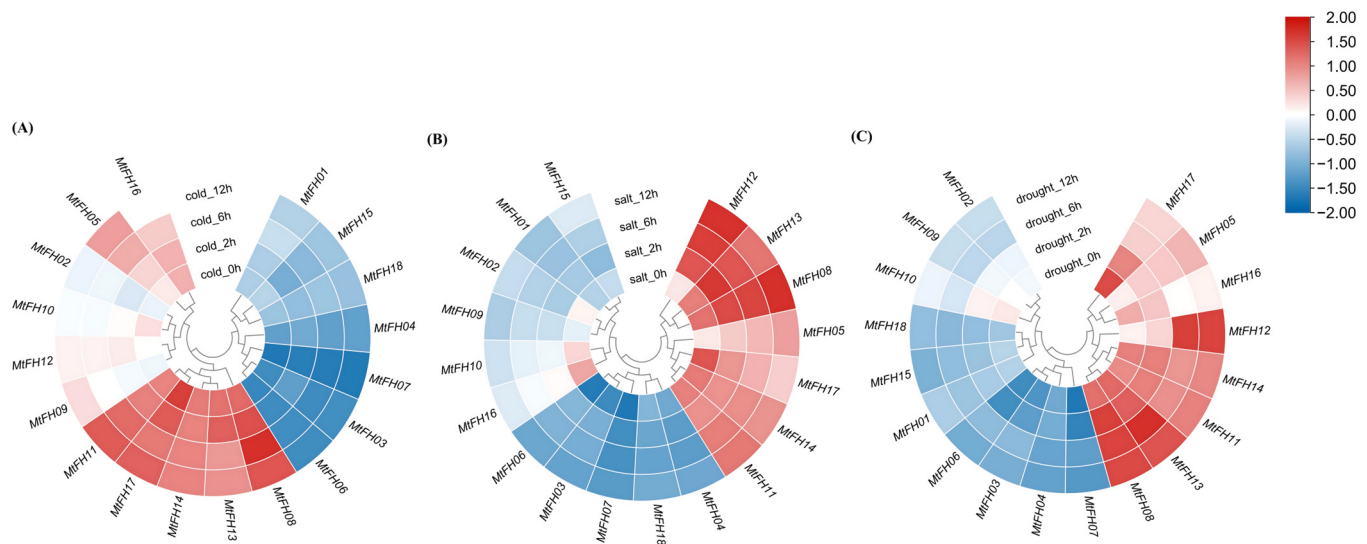 2.00
1.50
1.00
0.50
0.00
−0.50
−1.00
−1.50
−2.00
(A)
cold_12h
cold_6h
cold_2h
cold_0h
MtFH01
MtFH15
MtFH18
MtFH04
MtFH07
MtFH03
MtFH06
MtFH08
MtFH13
MtFH14
MtFH17
MtFH11
MtFH09
MtFH12
MtFH10
MtFH02
MtFH05
MtFH16
(B)
salt_12h
salt_6h
salt_2h
salt_0h
MtFH12
MtFH13
MtFH08
MtFH05
MtFH17
MtFH14
MtFH11
MtFH04
MtFH18
MtFH07
MtFH03
MtFH06
MtFH16
MtFH10
MtFH09
MtFH02
MtFH01
MtFH15
(C)
drought_12h
drought_6h
drought_2h
drought_0h
MtFH17
MtFH05
MtFH16
MtFH12
MtFH14
MtFH11
MtFH13
MtFH08
MtFH07
MtFH04
MtFH03
MtFH06
MtFH01
MtFH15
MtFH18
MtFH10
MtFH09
MtFH02